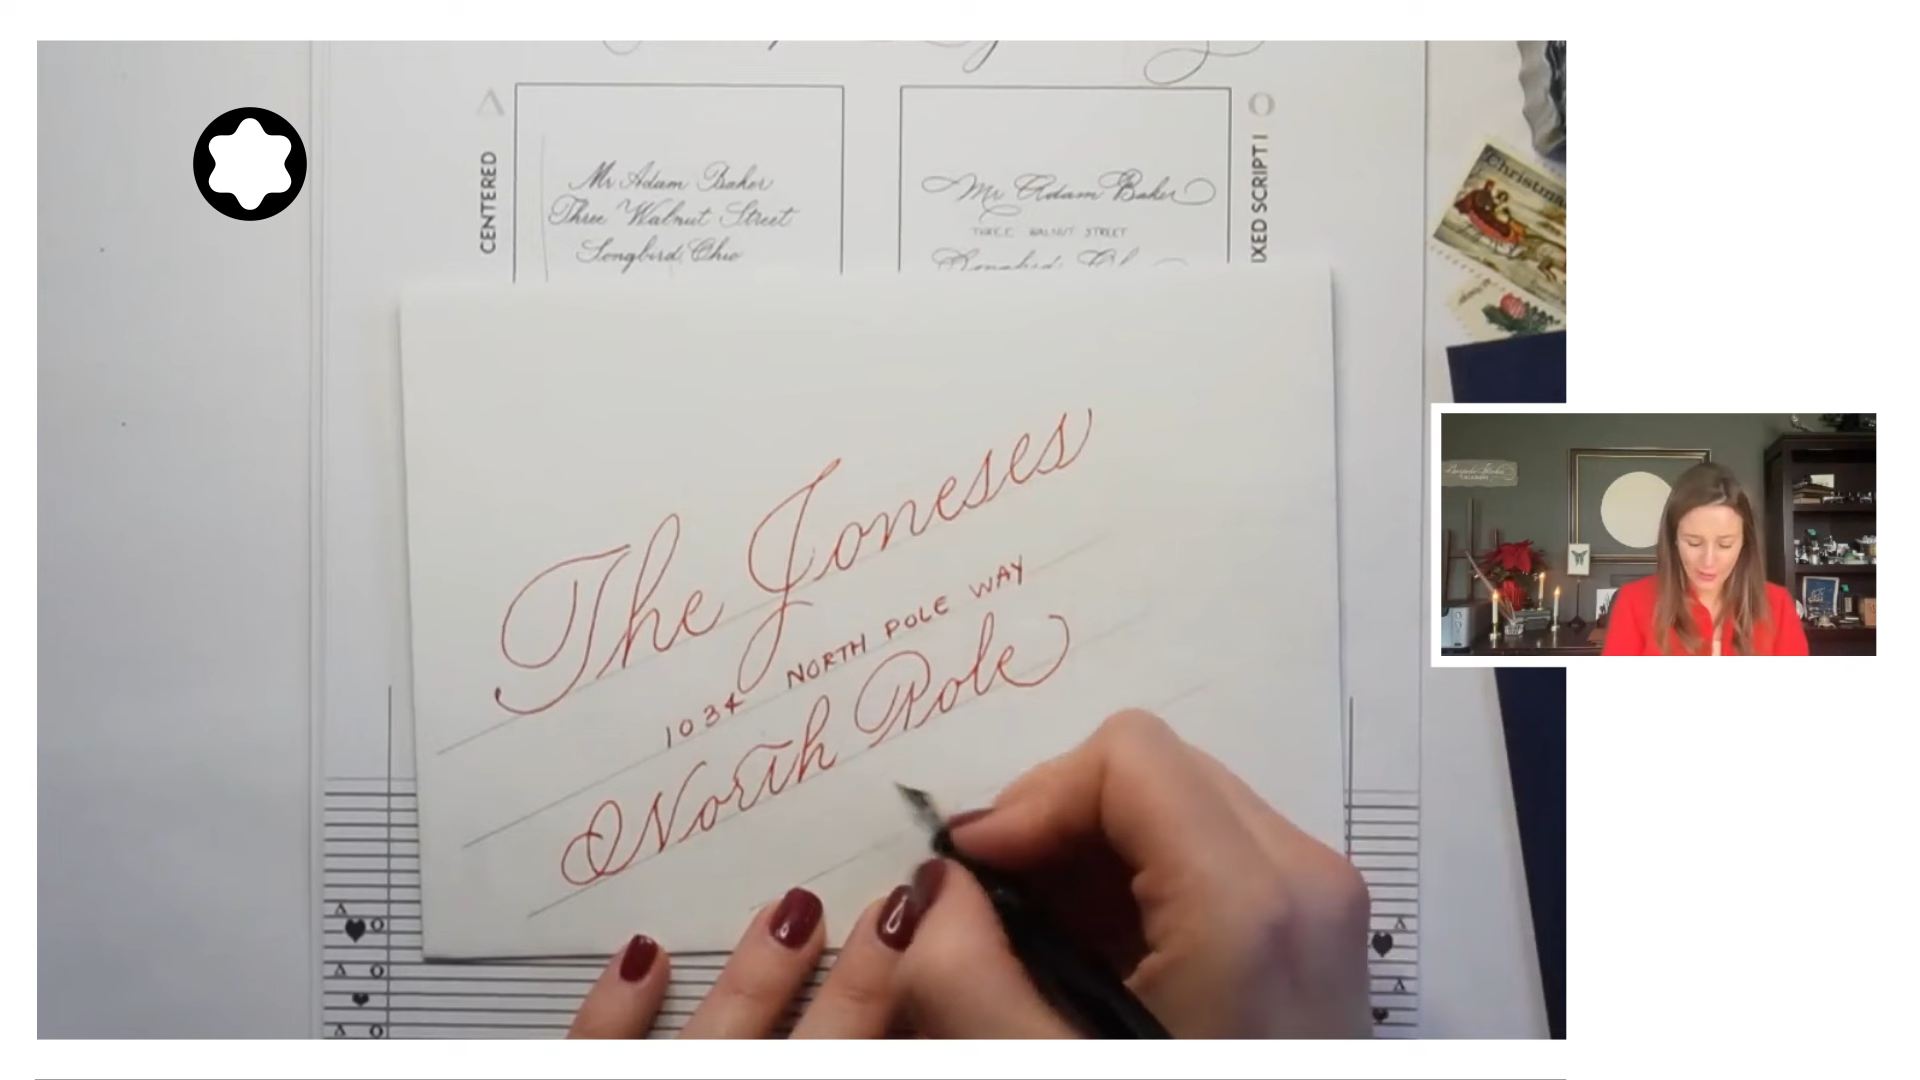 CENTERED
Mr Adam Baker
Three Walnut Street
Songbird, Ohio
Mr Adam Baker
THREE WALNUT STREET
IXED SCRIPT I
Christmas
The Joneses
1034 NORTH POLE WAY
North Pole
A O
A O
A O
A
A